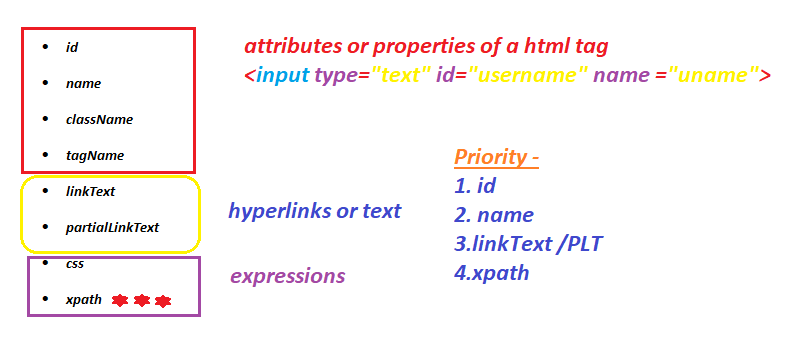 id
name
className
tagName
linkText
partialLinkText
css
xpath
attributes or properties of a html tag
<input type="text" id="username" name ="uname">
hyperlinks or text
expressions
Priority -
1. id
2. name
3.linkText /PLT
4.xpath